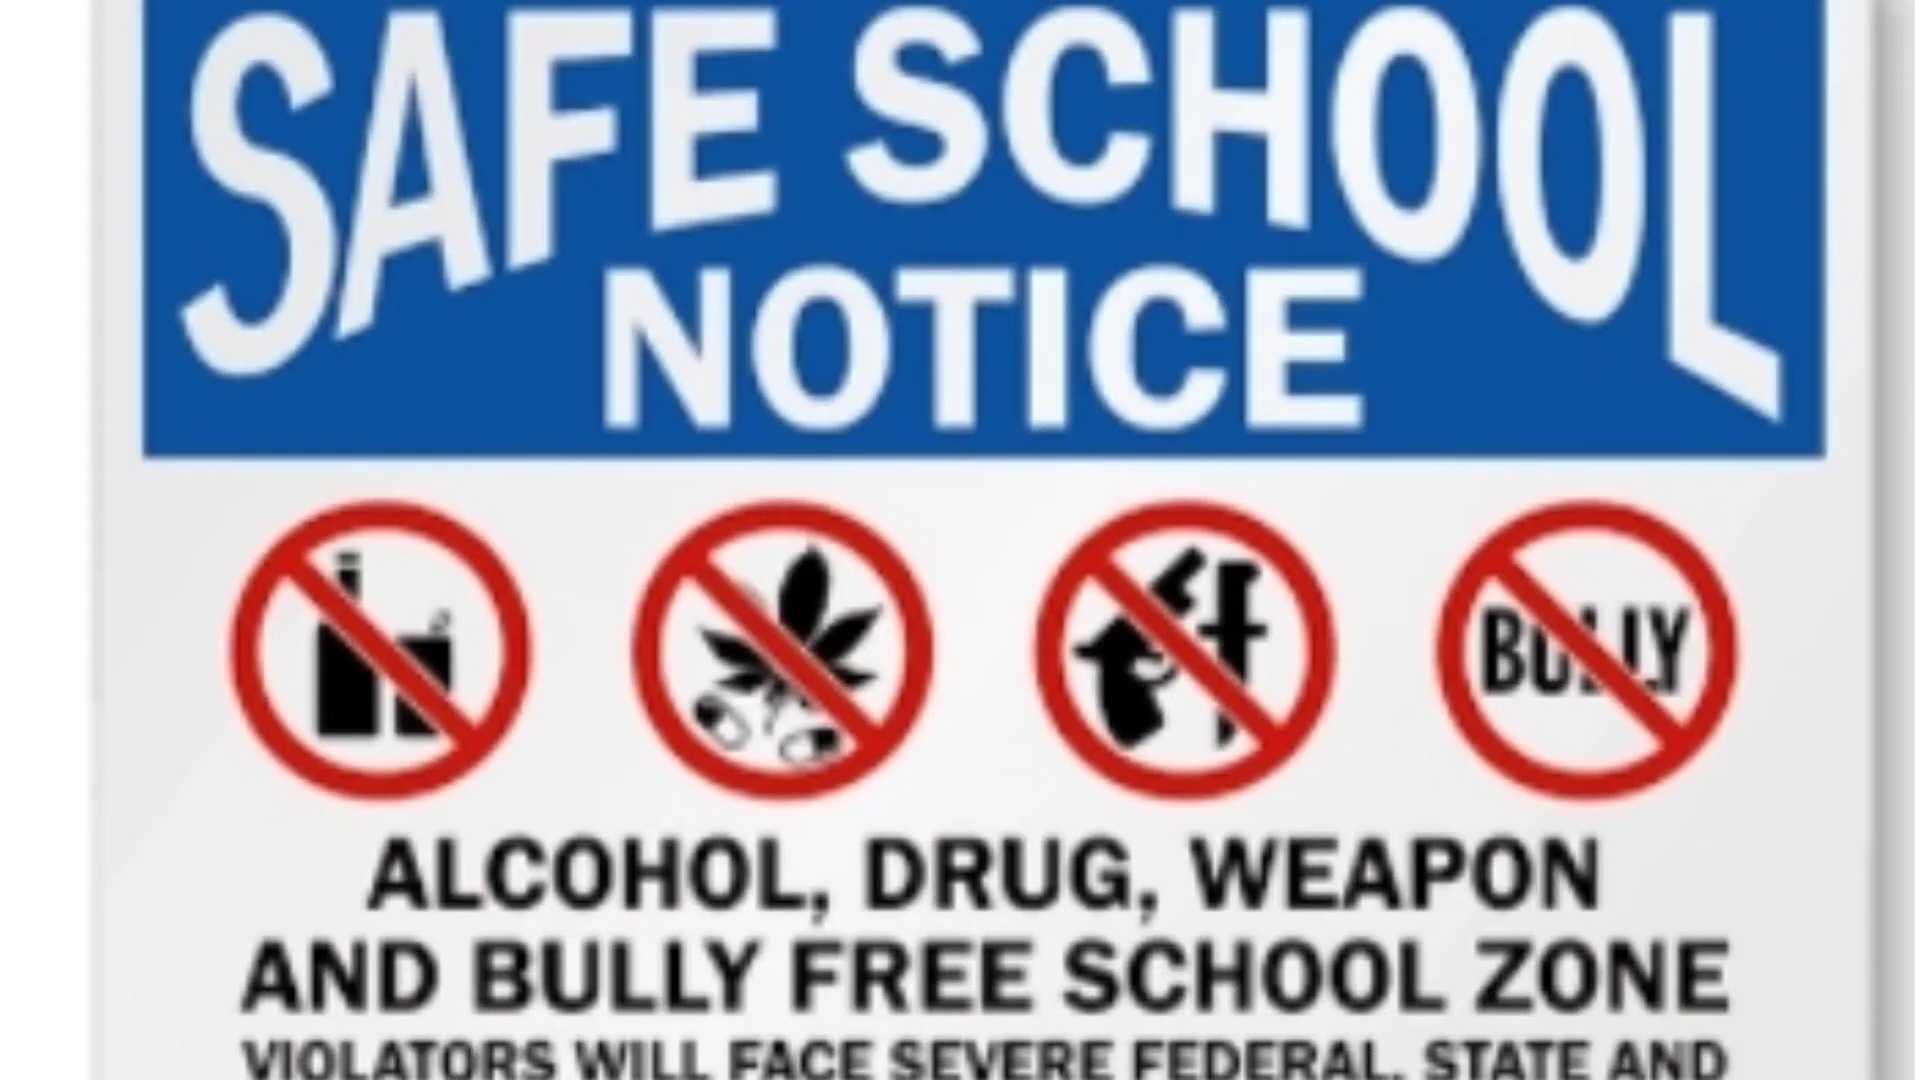 SAFE SCHOOL
NOTICE
BULLY
ALCOHOL, DRUG, WEAPON
AND BULLY FREE SCHOOL ZONE
VIOLATORS WILL FACE SEVERE FEDERAL, STATE AND